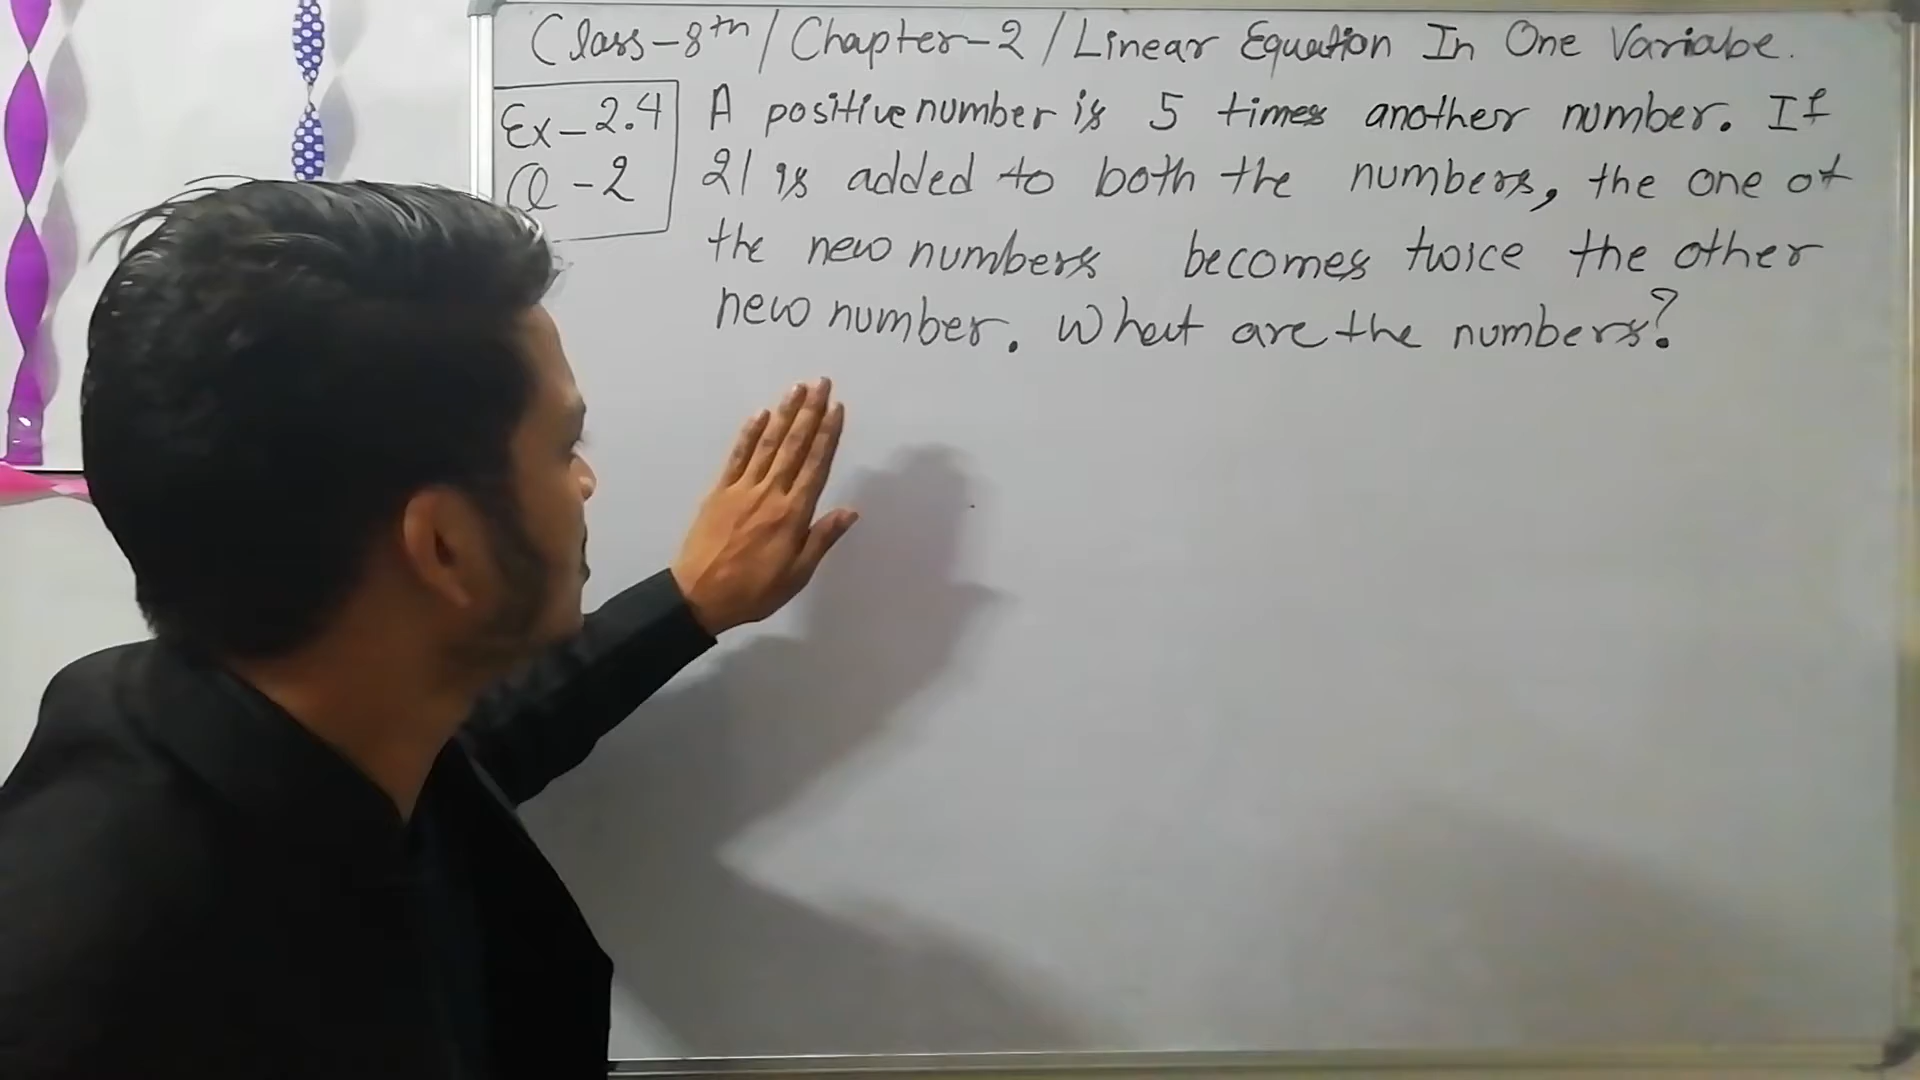 Class-8th/Chapter-2/Linear Equation In One Variabe.
Ex-2.4
Q-2
A positive number is 5 times another number. If
21 is added to both the numbers, the one of
the new numbers becomes twice the other
new number. What are the numbers?